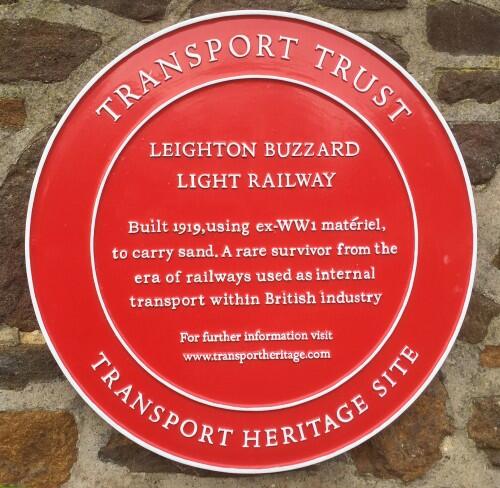 TRANSPORT TRUST
LEIGHTON BUZZARD
LIGHT RAILWAY
Built 1919,using ex-WW1 matériel,
to carry sand. A rare survivor from the
era of railways used as internal
transport within British industry
For further information visit
www.transportheritage.com
TRANSPORT HERITAGE SITE